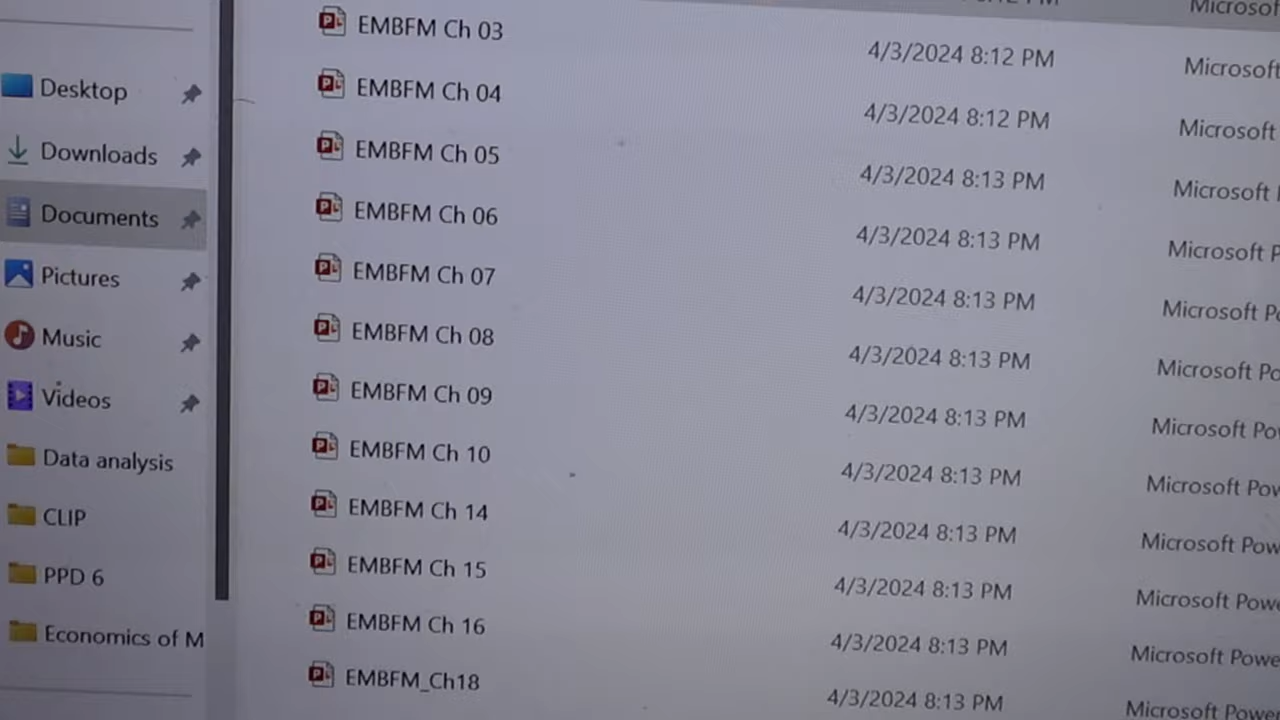 Desktop
Downloads
Documents
Pictures
Music
Videos
Data analysis
CLIP
PPD 6
Economics of M
Microsoft
EMBFM Ch 03 4/3/2024 8:12 PM Microsoft
EMBFM Ch 04 4/3/2024 8:12 PM Microsoft
EMBFM Ch 05 4/3/2024 8:13 PM Microsoft
EMBFM Ch 06 4/3/2024 8:13 PM Microsoft P
EMBFM Ch 07 4/3/2024 8:13 PM Microsoft Po
EMBFM Ch 08 4/3/2024 8:13 PM Microsoft Po
EMBFM Ch 09 4/3/2024 8:13 PM Microsoft Po
EMBFM Ch 10 4/3/2024 8:13 PM Microsoft Pow
EMBFM Ch 14 4/3/2024 8:13 PM Microsoft Pow
EMBFM Ch 15 4/3/2024 8:13 PM Microsoft Powe
EMBFM Ch 16 4/3/2024 8:13 PM Microsoft Powe
EMBFM_Ch18 4/3/2024 8:13 PM Microsoft Power